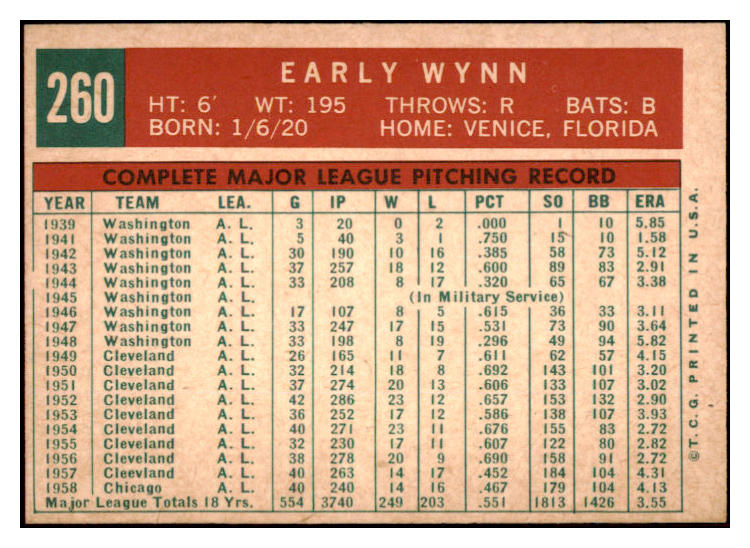 260
EARLY WYNN
HT: 6' WT: 195 THROWS: R BATS: B
BORN: 1/6/20 HOME: VENICE, FLORIDA
COMPLETE MAJOR LEAGUE PITCHING RECORD
YEAR TEAM LEA. G IP W L PCT SO BB ERA
1939 Washington A. L. 3 20 0 2 .000 1 10 5.85
1941 Washington A. L. 5 40 3 1 .750 15 10 1.58
1942 Washington A. L. 30 190 10 16 .385 58 73 5.12
1943 Washington A. L. 37 257 18 12 .600 89 83 2.91
1944 Washington A. L. 33 208 8 17 .320 65 67 3.38
1945 Washington A. L. (In Military Service)
1946 Washington A. L. 17 107 8 5 .615 36 33 3.11
1947 Washington A. L. 33 247 17 15 .531 73 90 3.64
1948 Washington A. L. 33 198 8 19 .296 49 94 5.82
1949 Cleveland A. L. 26 165 11 7 .611 62 57 4.15
1950 Cleveland A. L. 32 214 18 8 .692 143 101 3.20
1951 Cleveland A. L. 37 274 20 13 .606 133 107 3.02
1952 Cleveland A. L. 42 286 23 12 .657 153 132 2.90
1953 Cleveland A. L. 36 252 17 12 .586 138 107 3.93
1954 Cleveland A. L. 40 271 23 11 .676 155 83 2.72
1955 Cleveland A. L. 32 230 17 11 .607 122 80 2.82
1956 Cleveland A. L. 38 278 20 9 .690 158 91 2.72
1957 Cleveland A. L. 40 263 14 17 .452 184 104 4.31
1958 Chicago A. L. 40 240 14 16 .467 179 104 4.13
Major League Totals 18 Yrs. 554 3740 249 203 .551 1813 1426 3.55
©T.C.G. PRINTED IN U.S.A.